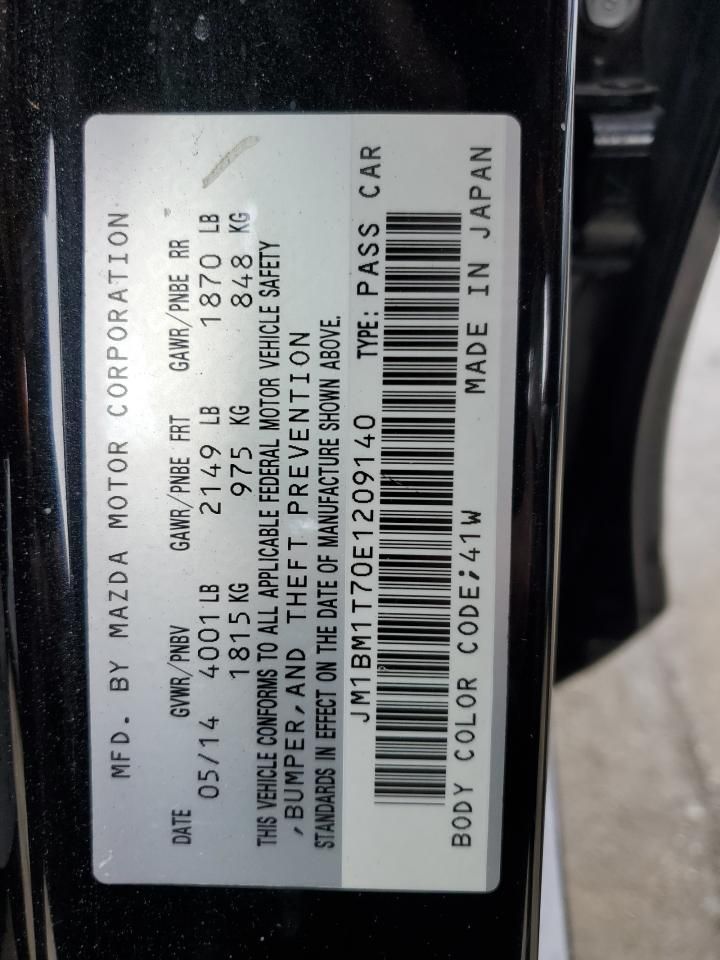 MFD. BY MAZDA MOTOR CORPORATION
DATE GVWR/PNBV GAWR/PNBE FRT GAWR/PNBE RR
05/14 4001 LB 2149 LB 1870 LB
1815 KG 975 KG 848 KG
THIS VEHICLE CONFORMS TO ALL APPLICABLE FEDERAL MOTOR VEHICLE SAFETY
,BUMPER,AND THEFT PREVENTION
STANDARDS IN EFFECT ON THE DATE OF MANUFACTURE SHOWN ABOVE.
JM1BM1T70E1209140 TYPE: PASS CAR
BODY COLOR CODE;41W MADE IN JAPAN